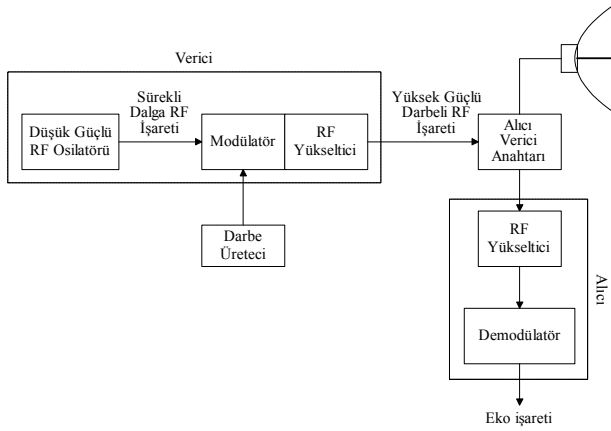 Verici
Sürekli
Dalga RF
İşareti
Düşük Güçlü
RF Osilatörü
Modülatör
RF
Yükseltici
Yüksek Güçlü
Darbeli RF
İşareti
Alıcı
Verici
Anahtarı
Darbe
Üreteci
RF
Yükseltici
Alıcı
Demodülatör
Eko işareti